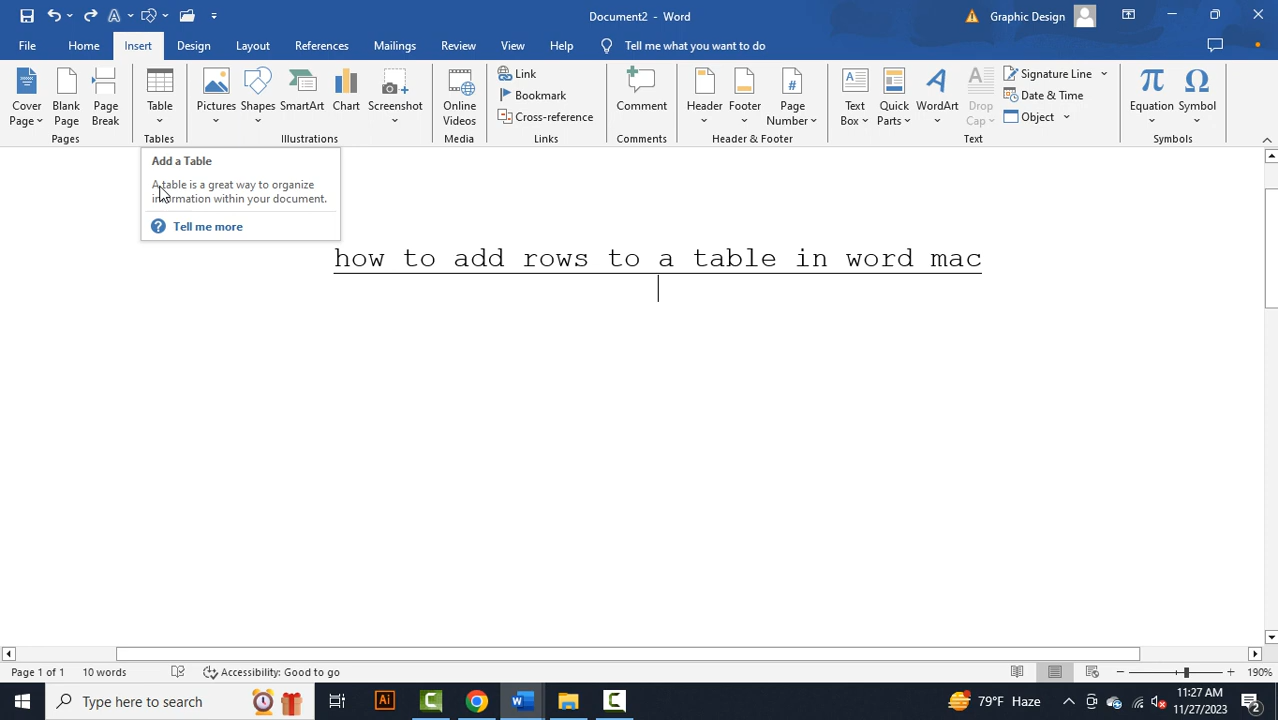 Document2 - Word
Graphic Design
File Home Insert Design Layout References Mailings Review View Help Tell me what you want to do
Cover Page
Blank Page
Page Break
Pages
Table
Tables
Pictures
Shapes
SmartArt
Chart
Screenshot
Illustrations
Online Videos
Media
Link
Bookmark
Cross-reference
Links
Comment
Comments
Header
Footer
Page Number
Header & Footer
Text Box
Quick Parts
WordArt
Drop Cap
Signature Line
Date & Time
Object
Text
Equation
Symbol
Symbols
Add a Table
A table is a great way to organize
information within your document.
Tell me more
how to add rows to a table in word mac
Page 1 of 1 10 words Accessibility: Good to go 190%
Type here to search
79°F Haze
11:27 AM
11/27/2023
2